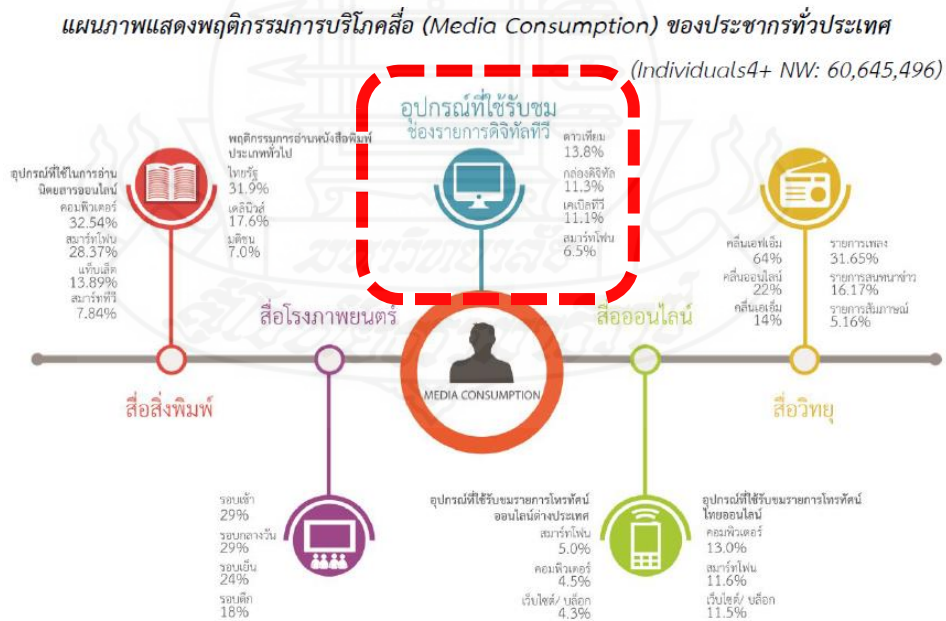 แผนภาพแสดงพฤติกรรมการบริโภคสื่อ (Media Consumption) ของประชากรทั่วประเทศ
(Individuals4+ NW: 60,645,496)
อุปกรณ์ที่ใช้ในการอ่าน
นิตยสารออนไลน์
คอมพิวเตอร์
32.54%
สมาร์ทโฟน
28.37%
แท็บเล็ต
13.89%
สมาร์ททีวี
7.84%
พฤติกรรมการอ่านหนังสือพิมพ์
ประเภททั่วไป
ไทยรัฐ
31.9%
เดลินิวส์
17.6%
มติชน
7.0%
สื่อสิ่งพิมพ์
อุปกรณ์ที่ใช้รับชม
ช่องรายการดิจิทัลทีวี
ดาวเทียม
13.8%
กล่องดิจิทัล
11.3%
เคเบิลทีวี
11.1%
สมาร์ทโฟน
6.5%
คลื่นเอฟเอ็ม
64%
คลื่นออนไลน์
22%
คลื่นเอเอ็ม
14%
รายการเพลง
31.65%
รายการสนทนาข่าว
16.17%
รายการสัมภาษณ์
5.16%
สื่อวิทยุ
สื่อโรงภาพยนตร์
สื่อออนไลน์
MEDIA CONSUMPTION
รอบเช้า
29%
รอบกลางวัน
29%
รอบเย็น
24%
รอบดึก
18%
อุปกรณ์ที่ใช้รับชมรายการโทรทัศน์
ออนไลน์ต่างประเทศ
สมาร์ทโฟน
5.0%
คอมพิวเตอร์
4.5%
เว็บไซต์/ บล็อก
4.3%
อุปกรณ์ที่ใช้รับชมรายการโทรทัศน์
ไทยออนไลน์
คอมพิวเตอร์
13.0%
สมาร์ทโฟน
11.6%
เว็บไซต์/ บล็อก
11.5%